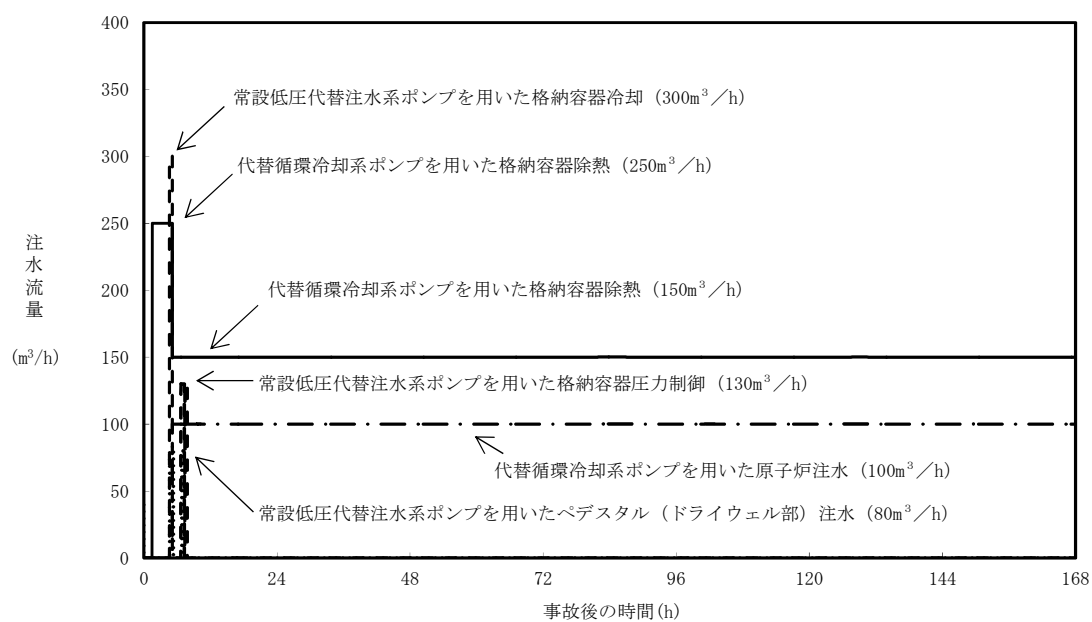 400
350
300
250
200
150
100
50
0
注水流量
(m³/h)
常設低圧代替注水系ポンプを用いた格納容器冷却（300m³／h）
代替循環冷却系ポンプを用いた格納容器除熱（250m³／h）
代替循環冷却系ポンプを用いた格納容器除熱（150m³／h）
常設低圧代替注水系ポンプを用いた格納容器圧力制御（130m³／h）
代替循環冷却系ポンプを用いた原子炉注水（100m³／h）
常設低圧代替注水系ポンプを用いたペデスタル（ドライウェル部）注水（80m³／h）
0 24 48 72 96 120 144 168
事故後の時間(h)